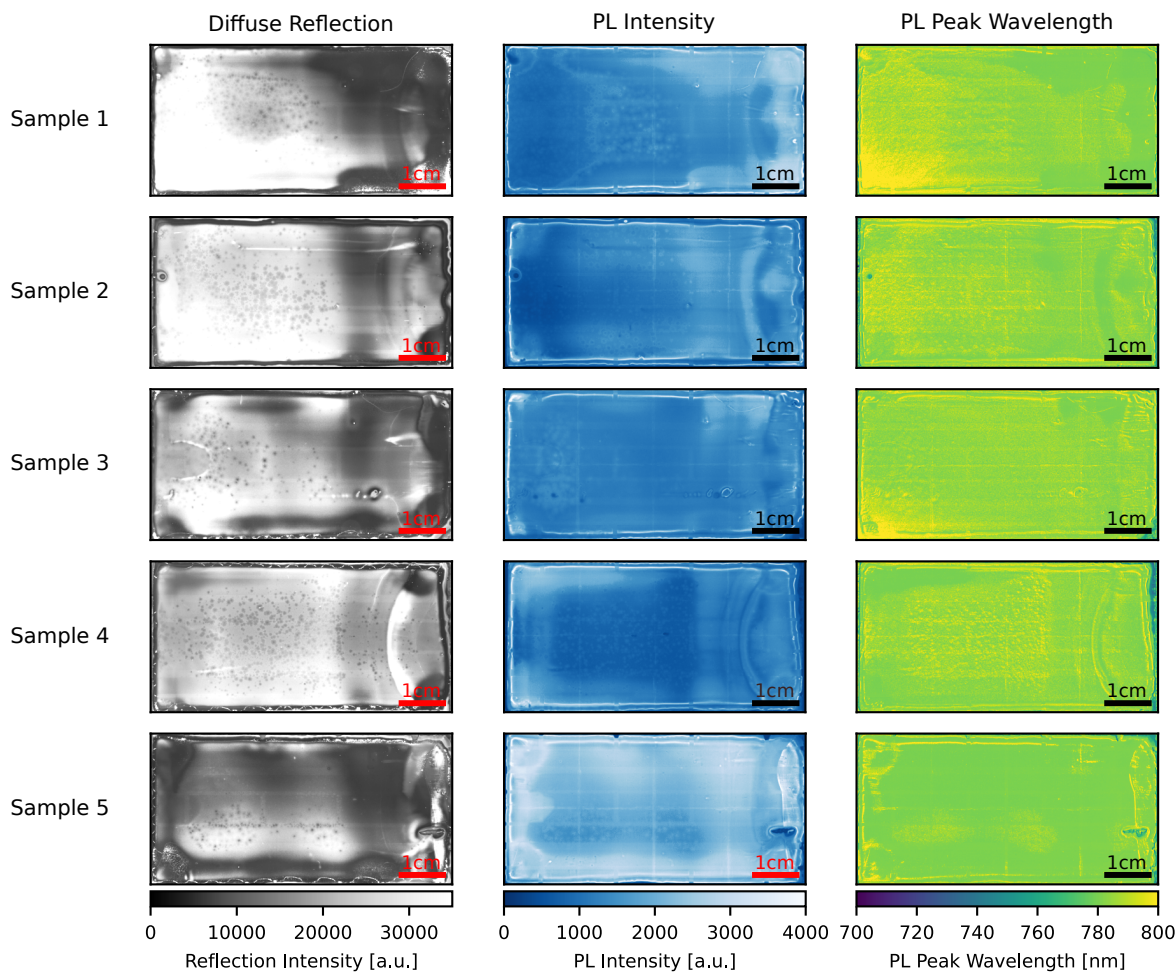 Diffuse Reflection PL Intensity PL Peak Wavelength
Sample 1
1cm 1cm 1cm
Sample 2
1cm 1cm 1cm
Sample 3
1cm 1cm 1cm
Sample 4
1cm 1cm 1cm
Sample 5
1cm 1cm 1cm
0 10000 20000 30000 0 1000 2000 3000 4000 700 720 740 760 780 800
Reflection Intensity [a.u.] PL Intensity [a.u.] PL Peak Wavelength [nm]